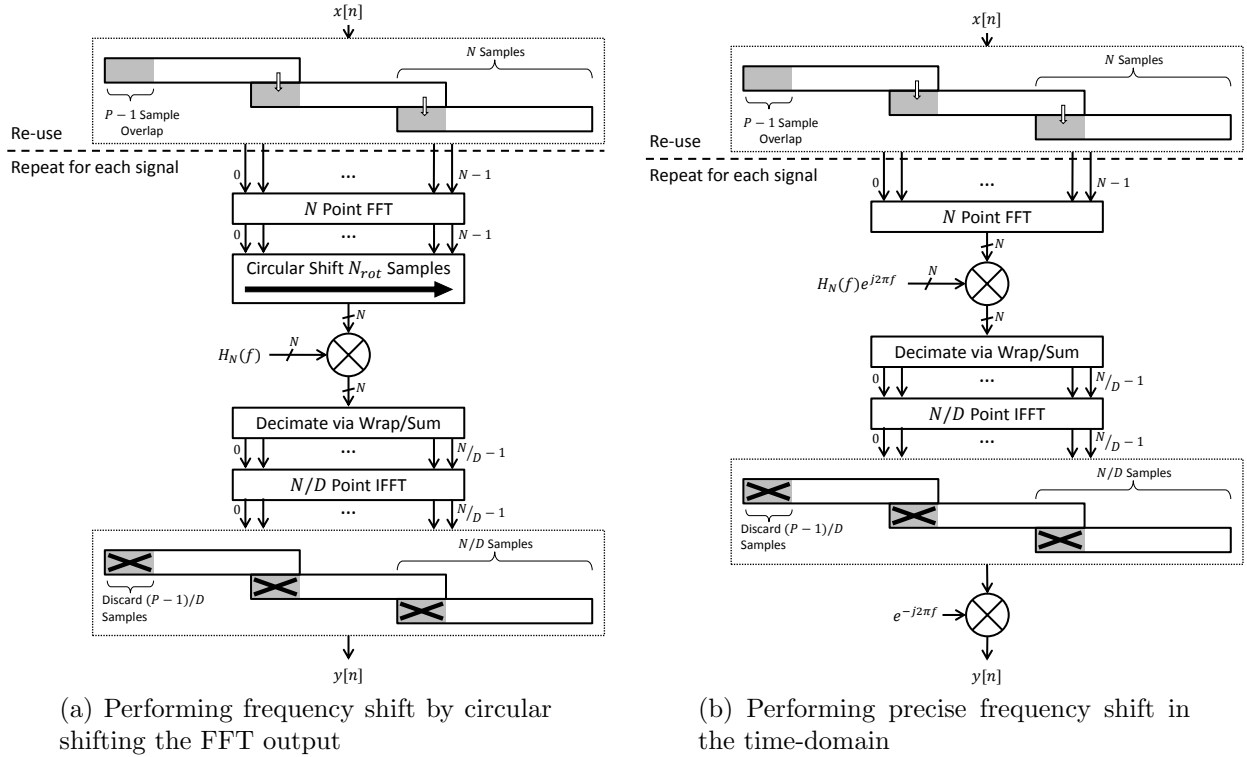 x[n]
N Samples
P − 1 Sample
Overlap
Re-use
Repeat for each signal
0
...
N − 1
N Point FFT
0
...
N − 1
Circular Shift N_rot Samples
N
H_N(f)
N
N
Decimate via Wrap/Sum
0
...
N/D − 1
N/D Point IFFT
0
...
N/D − 1
N/D Samples
Discard (P − 1)/D
Samples
y[n]
(a) Performing frequency shift by circular
shifting the FFT output
x[n]
N Samples
P − 1 Sample
Overlap
Re-use
Repeat for each signal
0
...
N − 1
N Point FFT
N
H_N(f)e^{j2πf}
N
N
Decimate via Wrap/Sum
0
...
N/D − 1
N/D Point IFFT
0
...
N/D − 1
N/D Samples
Discard (P − 1)/D
Samples
e^{−j2πf}
y[n]
(b) Performing precise frequency shift in
the time-domain